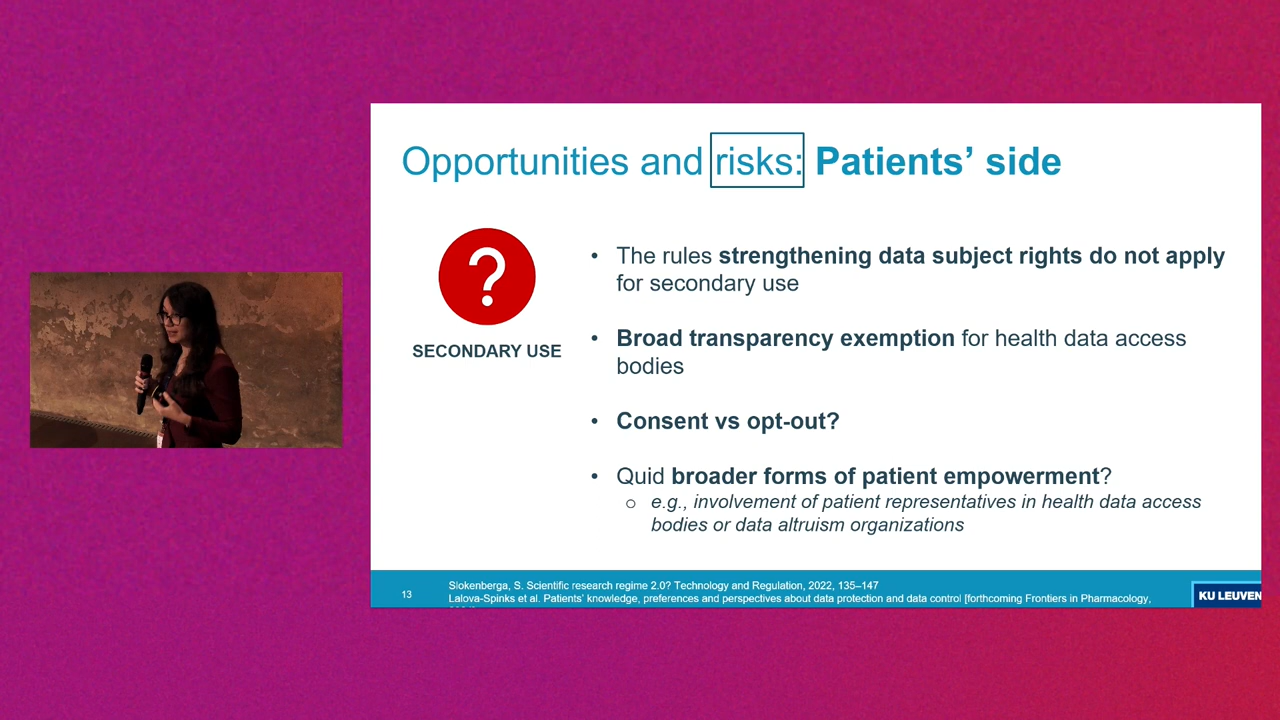 Opportunities and risks: Patients’ side
SECONDARY USE
• The rules strengthening data subject rights do not apply
for secondary use
• Broad transparency exemption for health data access
bodies
• Consent vs opt-out?
• Quid broader forms of patient empowerment?
o e.g., involvement of patient representatives in health data access
bodies or data altruism organizations
13
Slokenberga, S. Scientific research regime 2.0? Technology and Regulation, 2022, 135–147
Lalova-Spinks et al. Patients’ knowledge, preferences and perspectives about data protection and data control [forthcoming Frontiers in Pharmacology,
KU LEUVEN